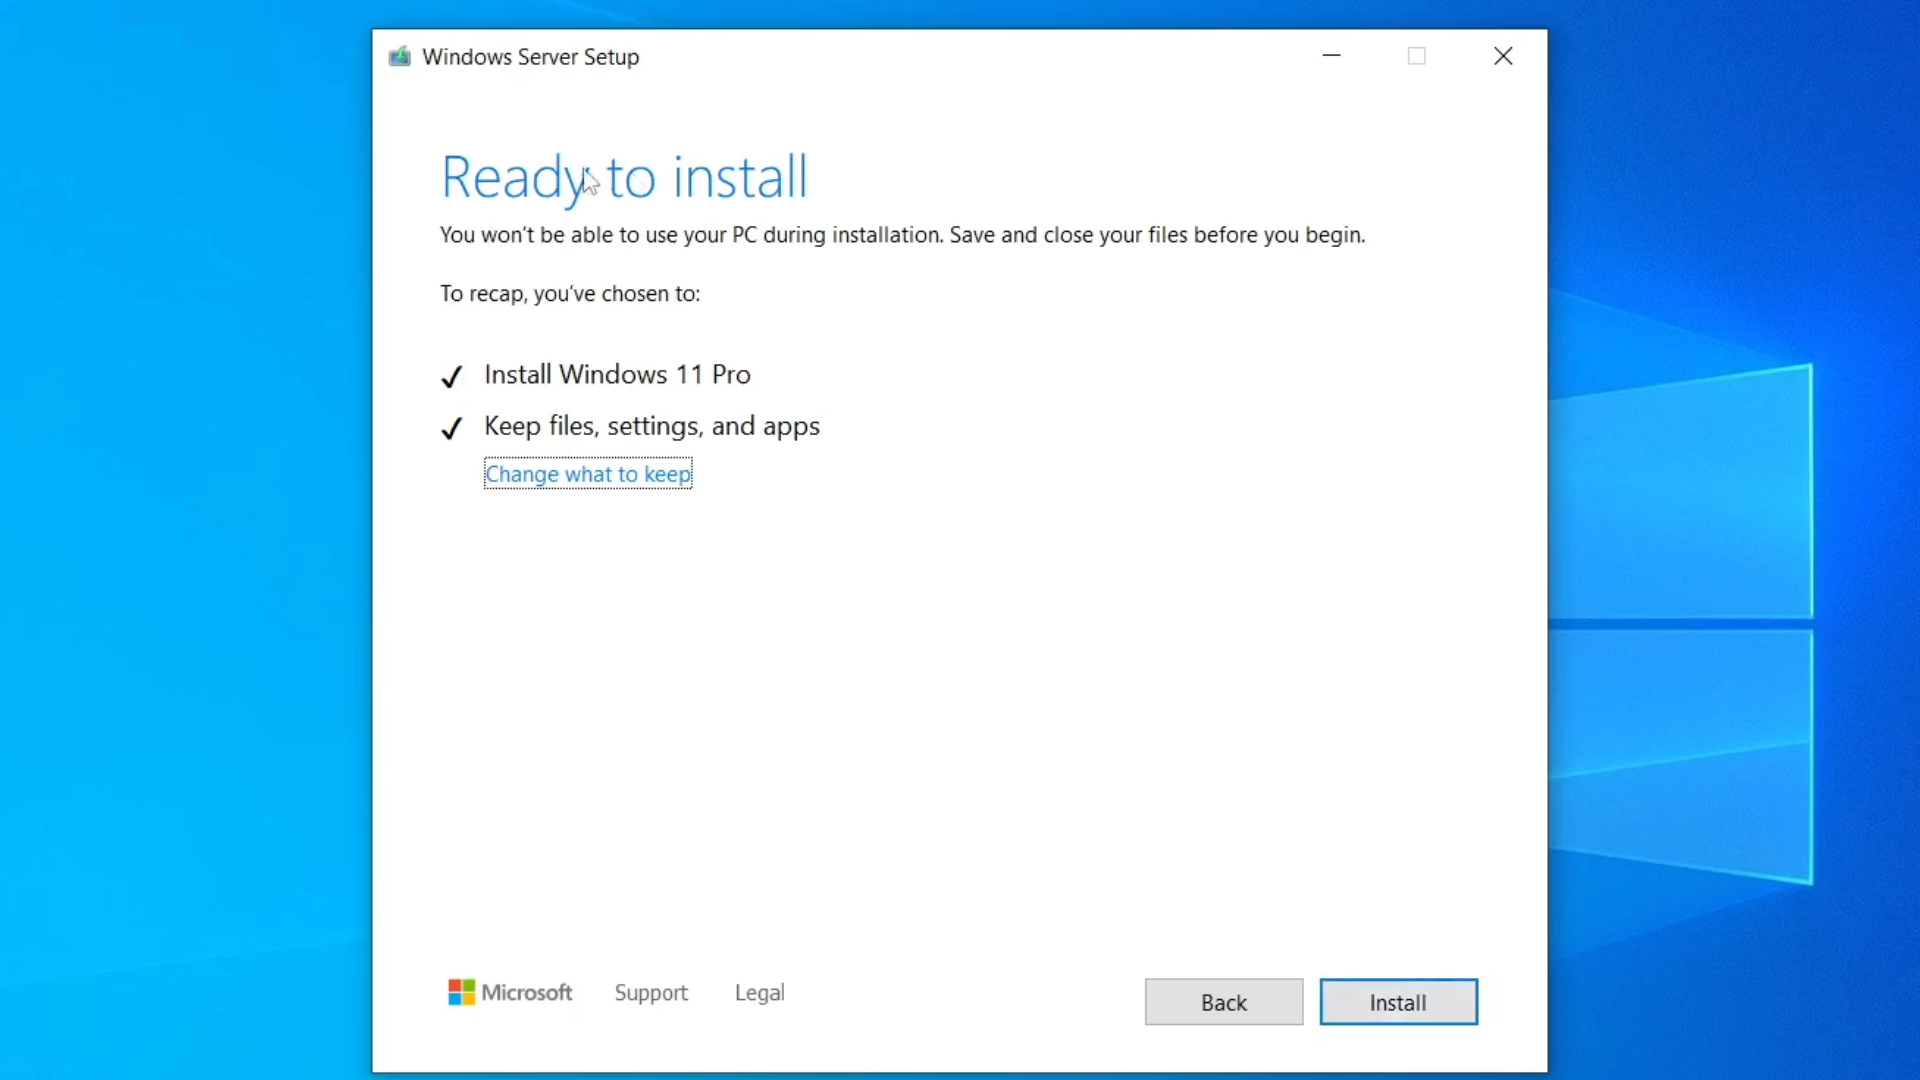 Windows Server Setup
Ready to install
You won't be able to use your PC during installation. Save and close your files before you begin.
To recap, you've chosen to:
Install Windows 11 Pro
Keep files, settings, and apps
Change what to keep
Microsoft Support Legal Back Install